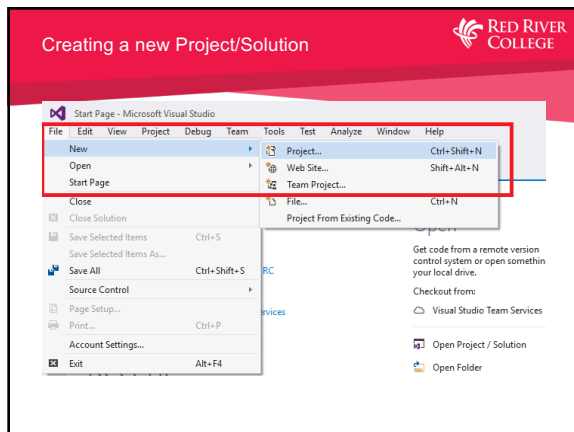 Creating a new Project/Solution
RED RIVER
COLLEGE
Start Page - Microsoft Visual Studio
File Edit View Project Debug Team Tools Test Analyze Window Help
New
Open
Start Page
Close
Close Solution
Save Selected Items Ctrl+S
Save Selected Items As...
Save All Ctrl+Shift+S
Source Control
Page Setup...
Print... Ctrl+P
Account Settings...
Exit Alt+F4
Project... Ctrl+Shift+N
Web Site... Shift+Alt+N
Team Project...
File... Ctrl+N
Project From Existing Code...
RC
ervices
Get code from a remote version
control system or open somethin
your local drive.
Checkout from:
Visual Studio Team Services
Open Project / Solution
Open Folder